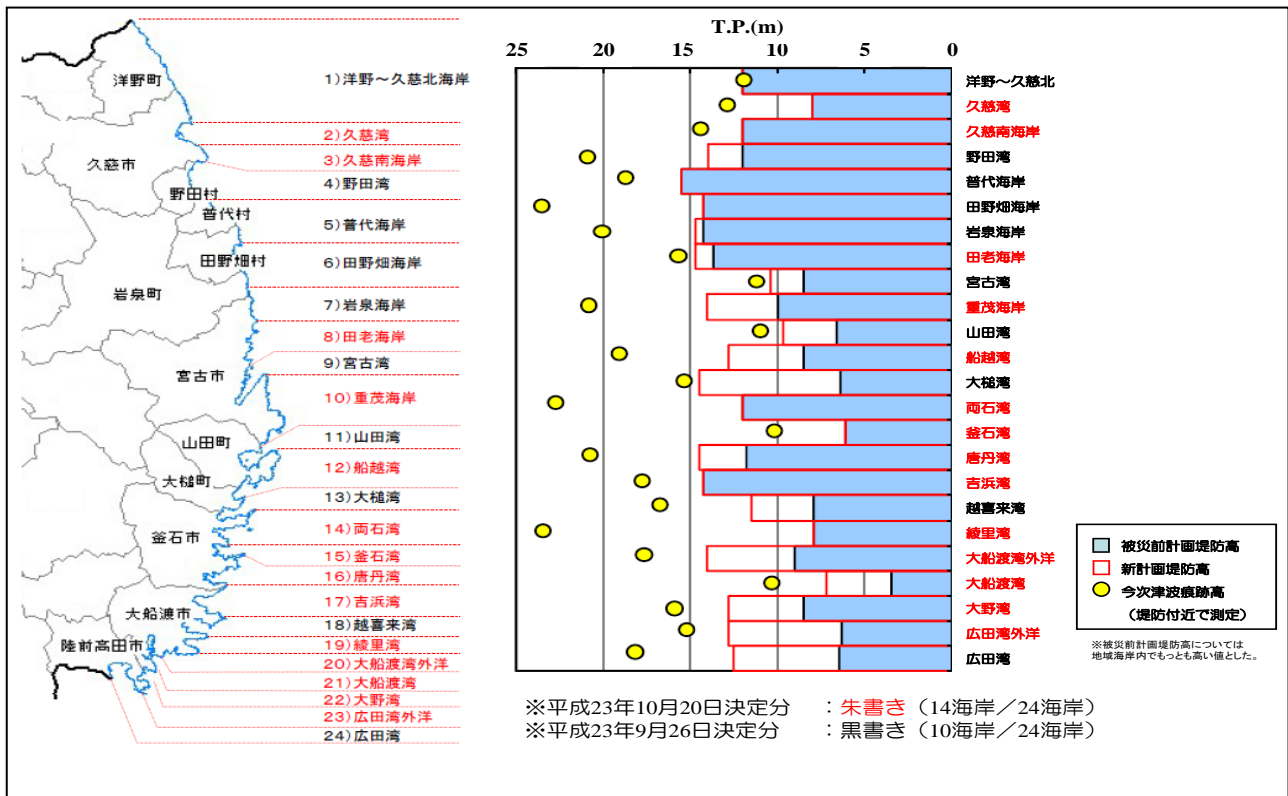 洋野町
久慈市
野田村
普代村
田野畑村
岩泉町
宮古市
山田町
大槌町
釜石市
大船渡市
陸前高田市
1)洋野～久慈北海岸
2)久慈湾
3)久慈南海岸
4)野田湾
5)普代海岸
6)田野畑海岸
7)岩泉海岸
8)田老海岸
9)宮古湾
10)重茂海岸
11)山田湾
12)船越湾
13)大槌湾
14)両石湾
15)釜石湾
16)唐丹湾
17)吉浜湾
18)越喜来湾
19)綾里湾
20)大船渡湾外洋
21)大船渡湾
22)大野湾
23)広田湾外洋
24)広田湾
T.P.(m)
25 20 15 10 5 0
洋野～久慈北
久慈湾
久慈南海岸
野田湾
普代海岸
田野畑海岸
岩泉海岸
田老海岸
宮古湾
重茂海岸
山田湾
船越湾
大槌湾
両石湾
釜石湾
唐丹湾
吉浜湾
越喜来湾
綾里湾
大船渡湾外洋
大船渡湾
大野湾
広田湾外洋
広田湾
被災前計画堤防高
新計画堤防高
今次津波痕跡高
（堤防付近で測定）
※被災前計画堤防高については
地域海岸内でもっとも高い値とした。
※平成23年10月20日決定分 ：朱書き（14海岸／24海岸）
※平成23年9月26日決定分 ：黒書き（10海岸／24海岸）